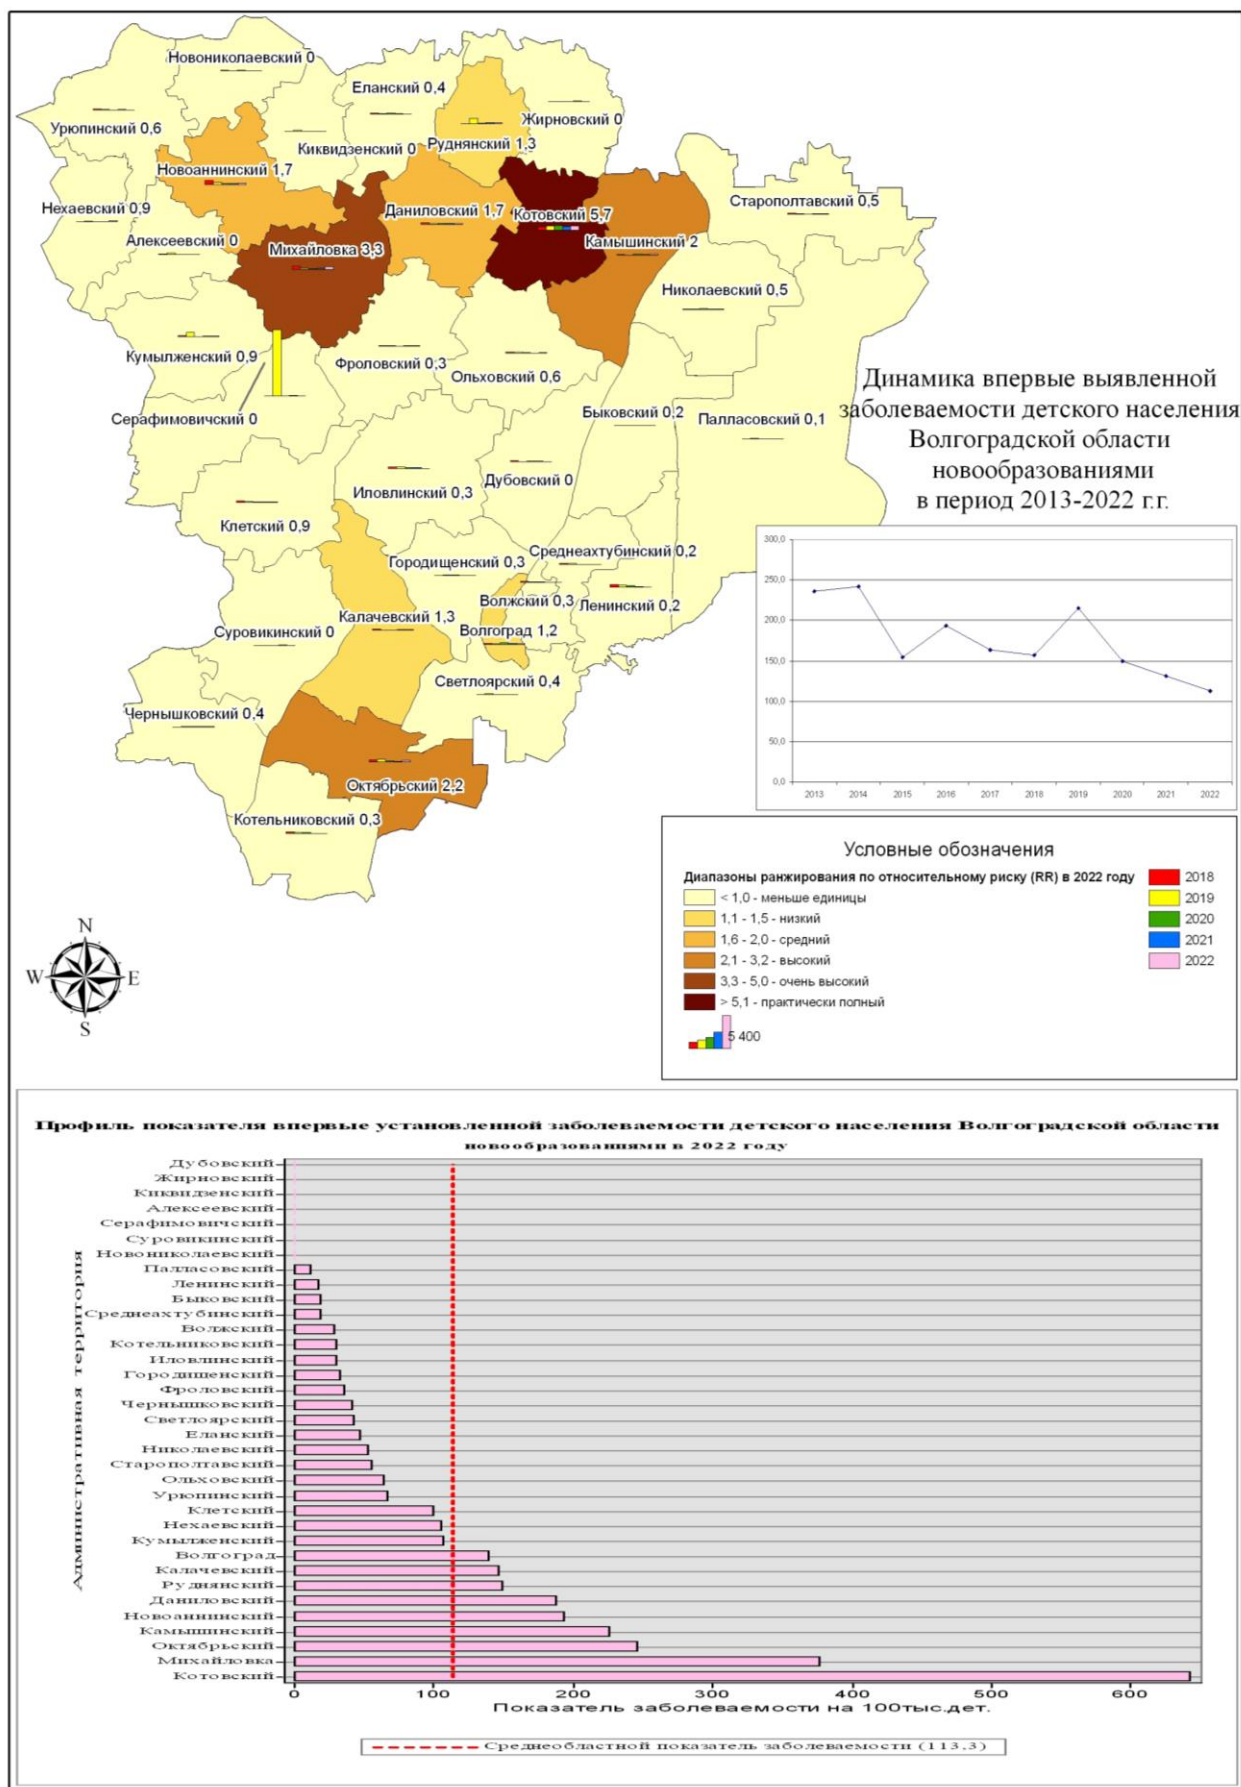 Новониколаевский 0
Еланский 0,4
Жирновский 0
Урюпинский 0,6
Киквидзенский 0
Руднянский 1,3
Новоаннинский 1,7
Старополтавский 0,5
Нехаевский 0,9
Даниловский 1,7
Котовский 5,7
Алексеевский 0
Михайловка 3,3
Камышинский 2
Николаевский 0,5
Кумылженский 0,9
Фроловский 0,3
Ольховский 0,6
Серафимовичский 0
Быковский 0,2
Палласовский 0,1
Иловлинский 0,3
Дубовский 0
Клетский 0,9
Городищенский 0,3
Среднеахтубинский 0,2
Волжский 0,3
Ленинский 0,2
Калачевский 1,3
Суровикинский 0
Волгоград 1,2
Светлоярский 0,4
Чернышковский 0,4
Октябрьский 2,2
Котельниковский 0,3
Динамика впервые выявленной
заболеваемости детского населения
Волгоградской области
новообразованиями
в период 2013-2022 г.г.
300,0
250,0
200,0
150,0
100,0
50,0
0,0
2013 2014 2015 2016 2017 2018 2019 2020 2021 2022
N
W E
S
Условные обозначения
Диапазоны ранжирования по относительному риску (RR) в 2022 году
< 1,0 - меньше единицы
1,1 - 1,5 - низкий
1,6 - 2,0 - средний
2,1 - 3,2 - высокий
3,3 - 5,0 - очень высокий
> 5,1 - практически полный
5 400
2018
2019
2020
2021
2022
Профиль показателя впервые установленной заболеваемости детского населения Волгоградской области
новообразованиями в 2022 году
Административная территория
Дубовский
Жирновский
Киквидзенский
Алексеевский
Серафимовичский
Суровикинский
Новониколаевский
Палласовский
Ленинский
Быковский
Среднеахтубинский
Волжский
Котельниковский
Иловлинский
Городищенский
Фроловский
Чернышковский
Светлоярский
Еланский
Николаевский
Старополтавский
Ольховский
Урюпинский
Клетский
Нехаевский
Кумылженский
Волгоград
Калачевский
Руднянский
Даниловский
Новоаннинский
Камышинский
Октябрьский
Михайловка
Котовский
0 100 200 300 400 500 600
Показатель заболеваемости на 100тыс.дет.
Среднеобластной показатель заболеваемости (113,3)